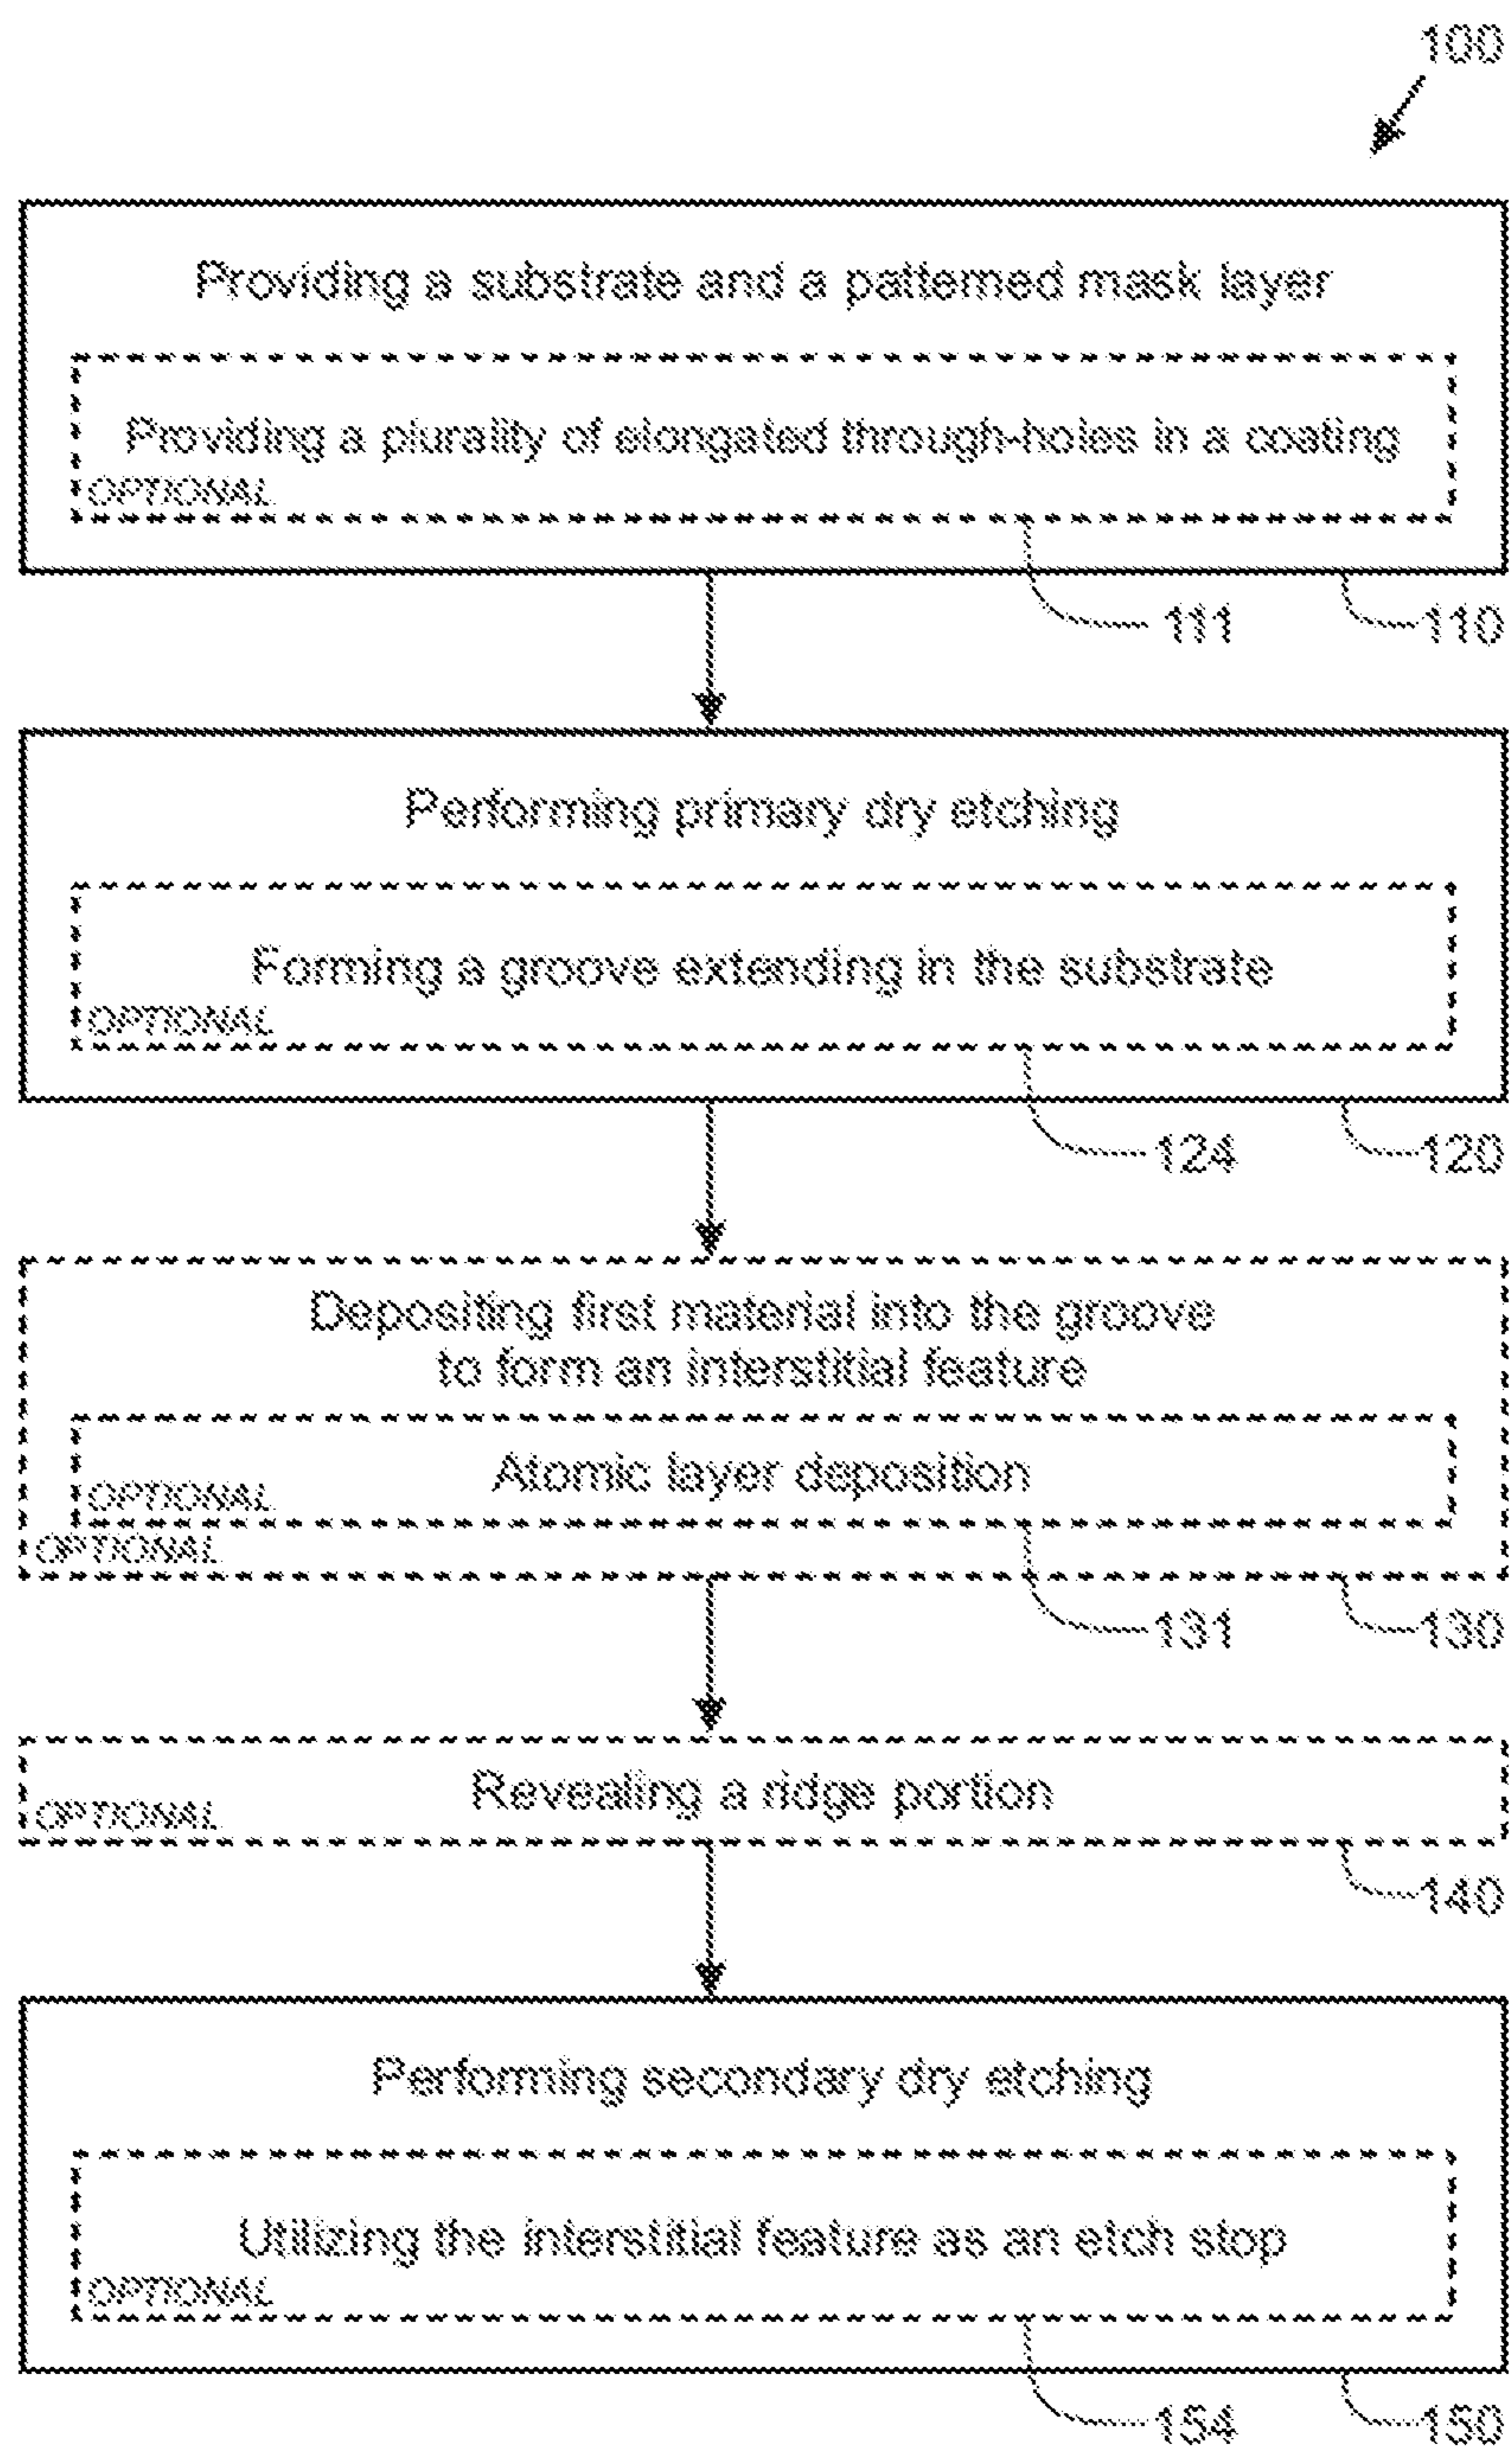 100
Providing a substrate and a patterned mask layer
Providing a plurality of elongated through-holes in a coating
OPTIONAL
111
110
Performing primary dry etching
Forming a groove extending in the substrate
OPTIONAL
124
120
Depositing first material into the groove
to form an interstitial feature
Atomic layer deposition
OPTIONAL
OPTIONAL
131
130
Revealing a ridge portion
OPTIONAL
140
Performing secondary dry etching
Utilizing the interstitial feature as an etch stop
OPTIONAL
154
150